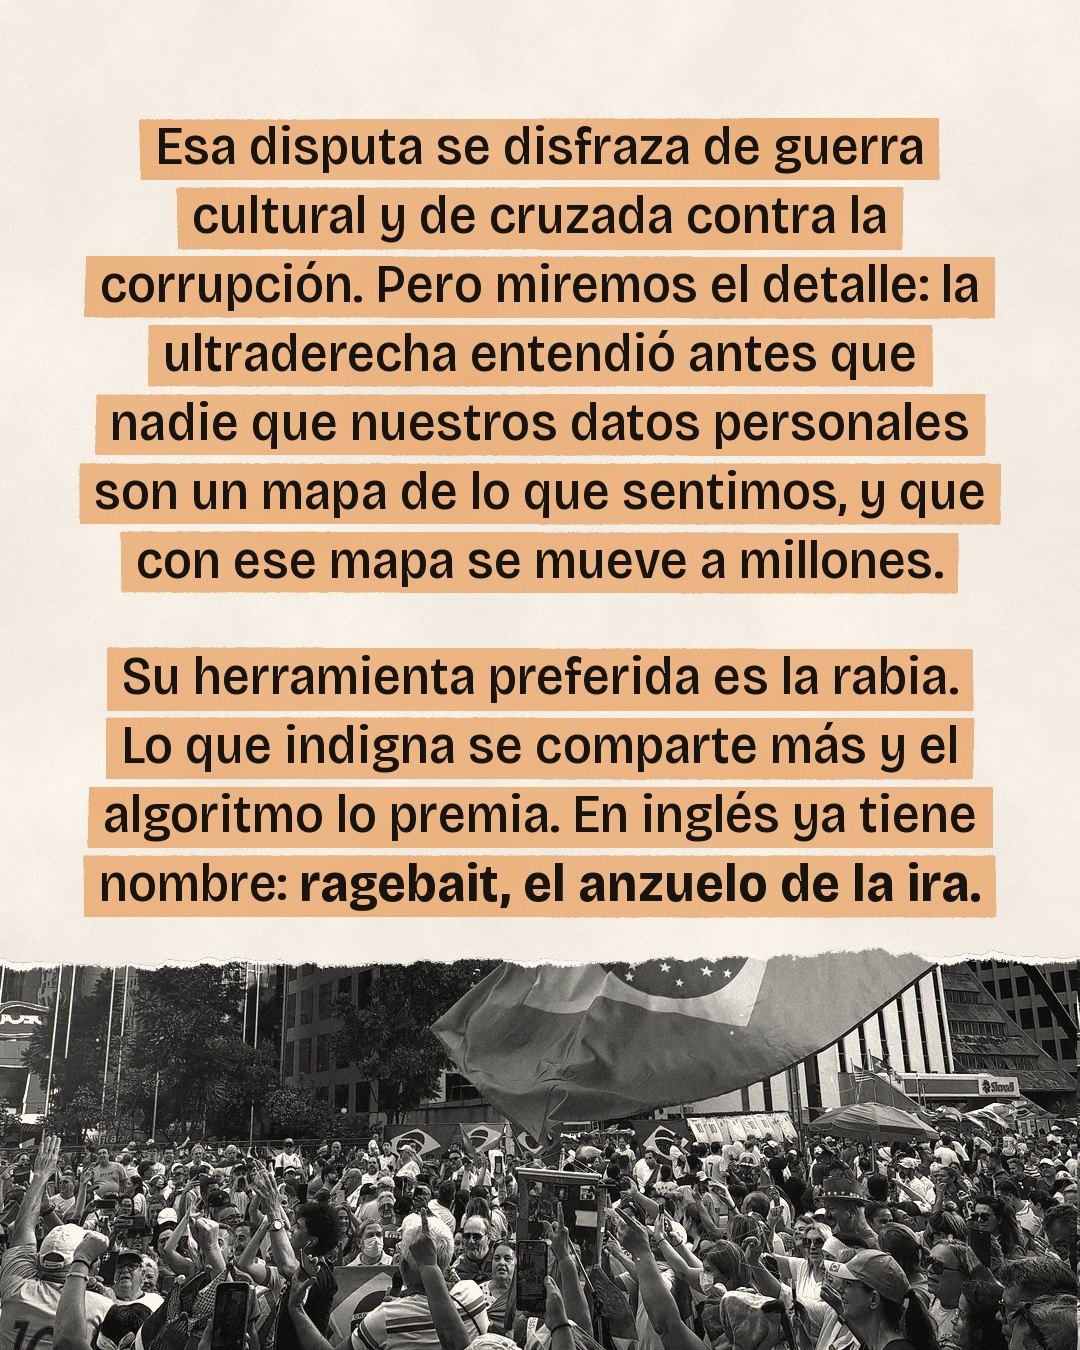 Esa disputa se disfraza de guerra
cultural y de cruzada contra la
corrupción. Pero miremos el detalle: la
ultraderecha entendió antes que
nadie que nuestros datos personales
son un mapa de lo que sentimos, y que
con ese mapa se mueve a millones.
Su herramienta preferida es la rabia.
Lo que indigna se comparte más y el
algoritmo lo premia. En inglés ya tiene
nombre: ragebait, el anzuelo de la ira.
10